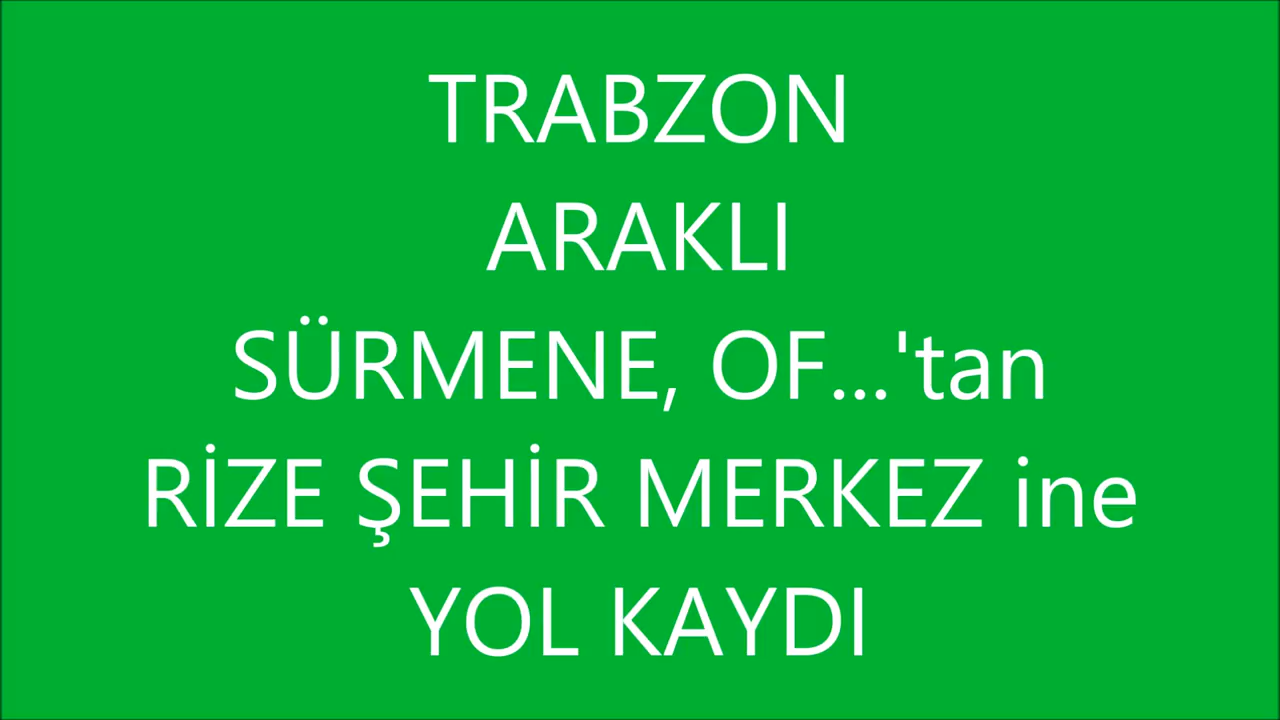 TRABZON
ARAKLI
SÜRMENE, OF...'tan
RİZE ŞEHİR MERKEZ ine
YOL KAYDI